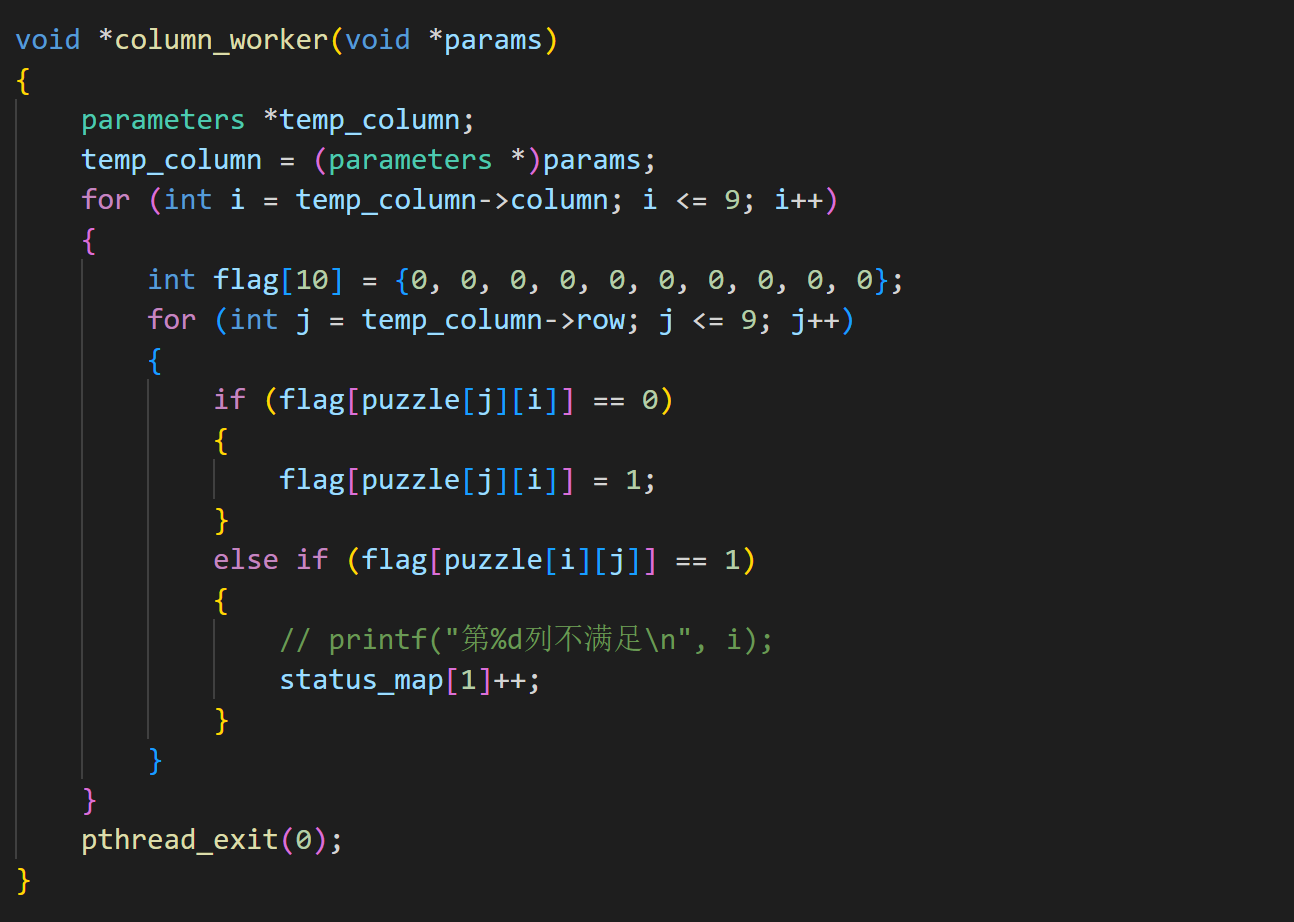 void *column_worker(void *params)
{
    parameters *temp_column;
    temp_column = (parameters *)params;
    for (int i = temp_column->column; i <= 9; i++)
    {
        int flag[10] = {0, 0, 0, 0, 0, 0, 0, 0, 0, 0};
        for (int j = temp_column->row; j <= 9; j++)
        {
            if (flag[puzzle[j][i]] == 0)
            {
                flag[puzzle[j][i]] = 1;
            }
            else if (flag[puzzle[i][j]] == 1)
            {
                // printf("第%d列不满足\n", i);
                status_map[1]++;
            }
        }
    }
    pthread_exit(0);
}